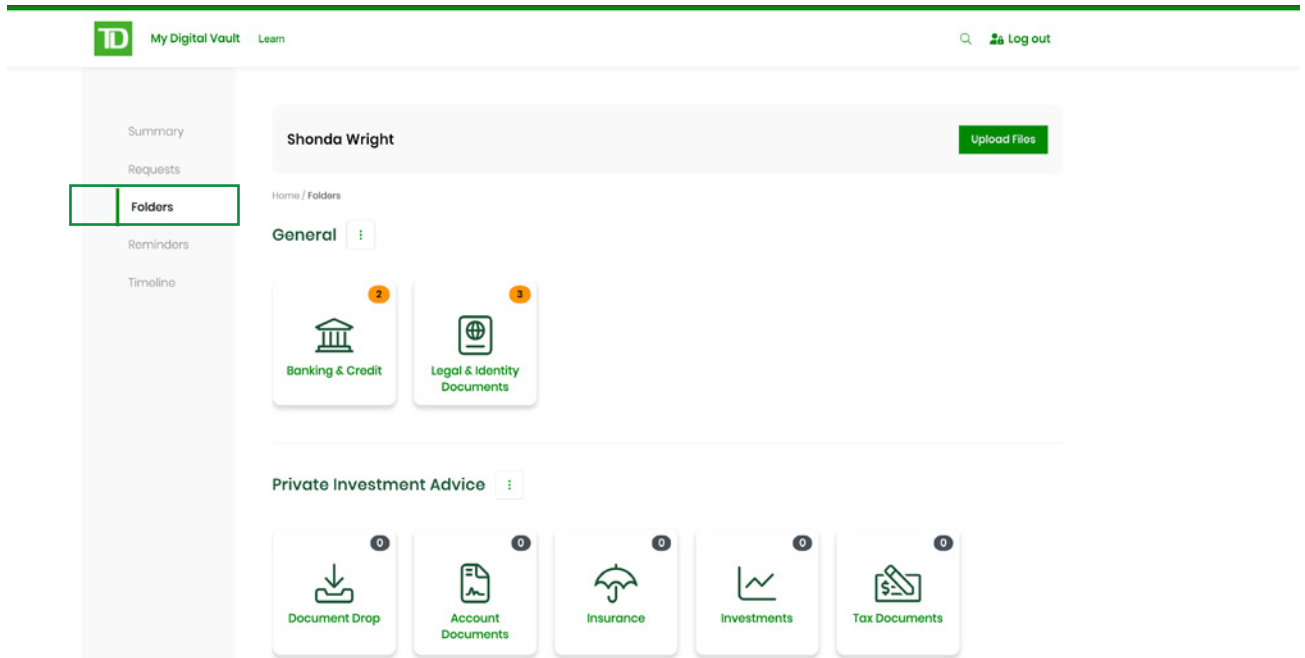 TD My Digital Vault Learn Log out
Summary
Requests
Folders
Reminders
Timeline
Shonda Wright Upload Files
Home / Folders
General
2 3
Banking & Credit Legal & Identity
Documents
Private Investment Advice
0 0 0 0 0
Document Drop Account Insurance Investments Tax Documents
Documents